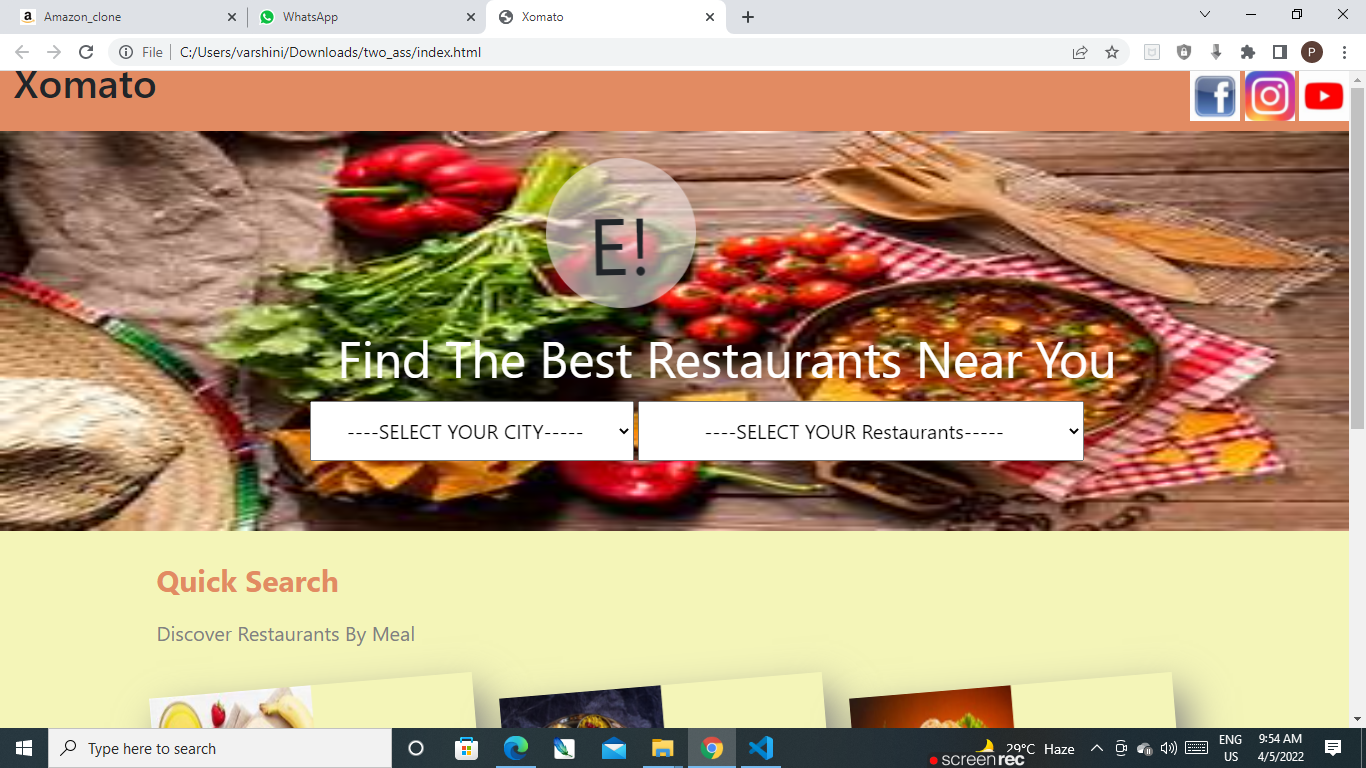 Amazon_clone
WhatsApp
Xomato
File
C:/Users/varshini/Downloads/two_ass/index.html
P
Xomato
E!
Find The Best Restaurants Near You
----SELECT YOUR CITY-----
----SELECT YOUR Restaurants-----
Quick Search
Discover Restaurants By Meal
Type here to search
29°C Haze
ENG
US
9:54 AM
4/5/2022
screenrec